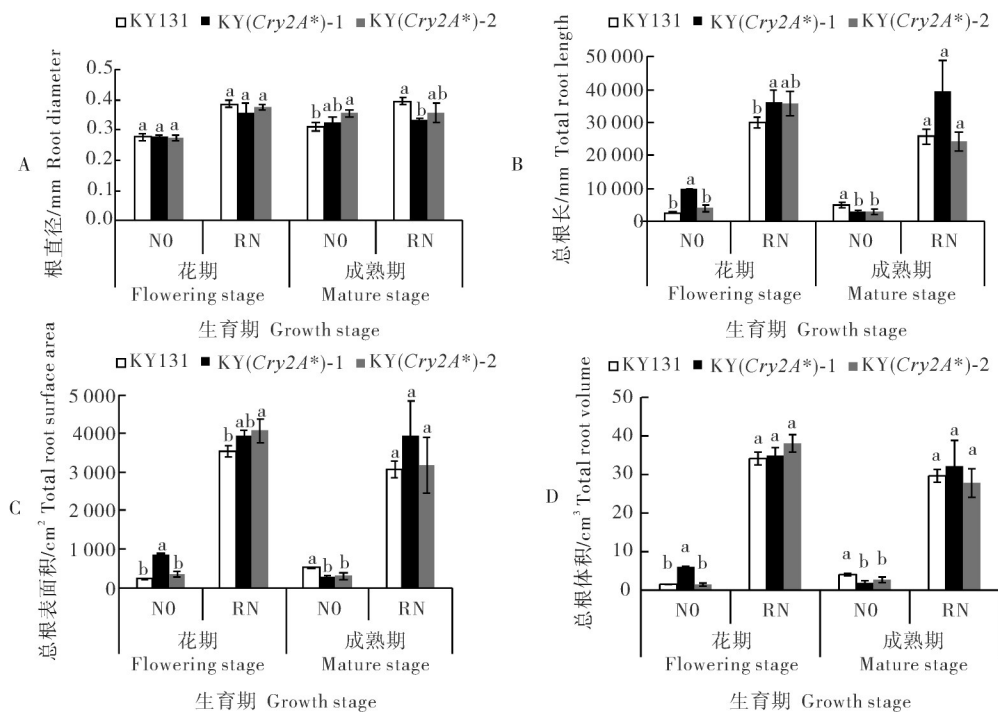 KY131 KY(Cry2A*)-1 KY(Cry2A*)-2
A
根直径/mm Root diameter
0.5
0.4
0.3
0.2
0.1
0.0
a a a
a a a
b ab a
a b ab
N0 RN N0 RN
花期 成熟期
Flowering stage Mature stage
生育期 Growth stage
KY131 KY(Cry2A*)-1 KY(Cry2A*)-2
B
总根长/mm Total root length
50 000
40 000
30 000
20 000
10 000
0
b a b
b a ab
a b b
a a a
N0 RN N0 RN
花期 成熟期
Flowering stage Mature stage
生育期 Growth stage
KY131 KY(Cry2A*)-1 KY(Cry2A*)-2
C
总根表面积/cm² Total root surface area
5 000
4 000
3 000
2 000
1 000
0
b a b
b ab a
a b b
a a a
N0 RN N0 RN
花期 成熟期
Flowering stage Mature stage
生育期 Growth stage
KY131 KY(Cry2A*)-1 KY(Cry2A*)-2
D
总根体积/cm³ Total root volume
50
40
30
20
10
0
b a b
a a a
a b b
a a a
N0 RN N0 RN
花期 成熟期
Flowering stage Mature stage
生育期 Growth stage